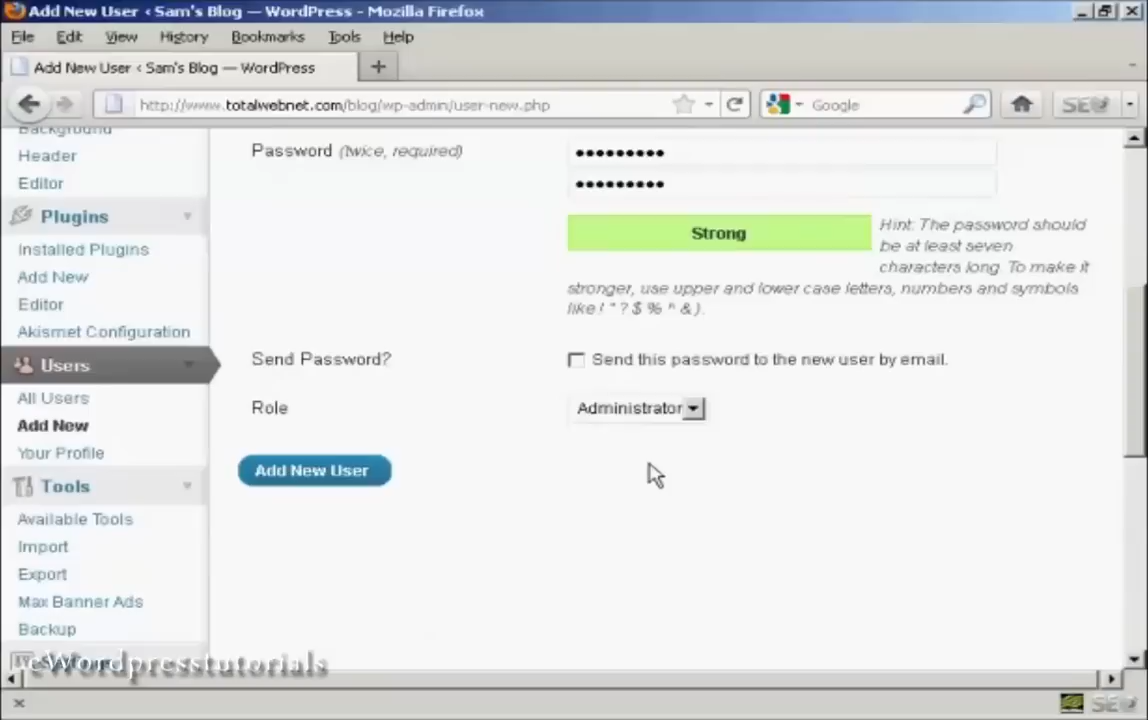 Add New User ‹ Sam's Blog — WordPress - Mozilla Firefox
File Edit View History Bookmarks Tools Help
Add New User ‹ Sam's Blog — WordPress
http://www.totalwebnet.com/blog/wp-admin/user-new.php
Google
Background
Header
Editor
Plugins
Installed Plugins
Add New
Editor
Akismet Configuration
Users
All Users
Add New
Your Profile
Tools
Available Tools
Import
Export
Max Banner Ads
Backup
Password (twice, required)
Strong
Hint: The password should
be at least seven
characters long. To make it
stronger, use upper and lower case letters, numbers and symbols
like ! " ? $ % ^ & ).
Send Password?
Send this password to the new user by email.
Role
Administrator
Add New User
eWordpresstutorials